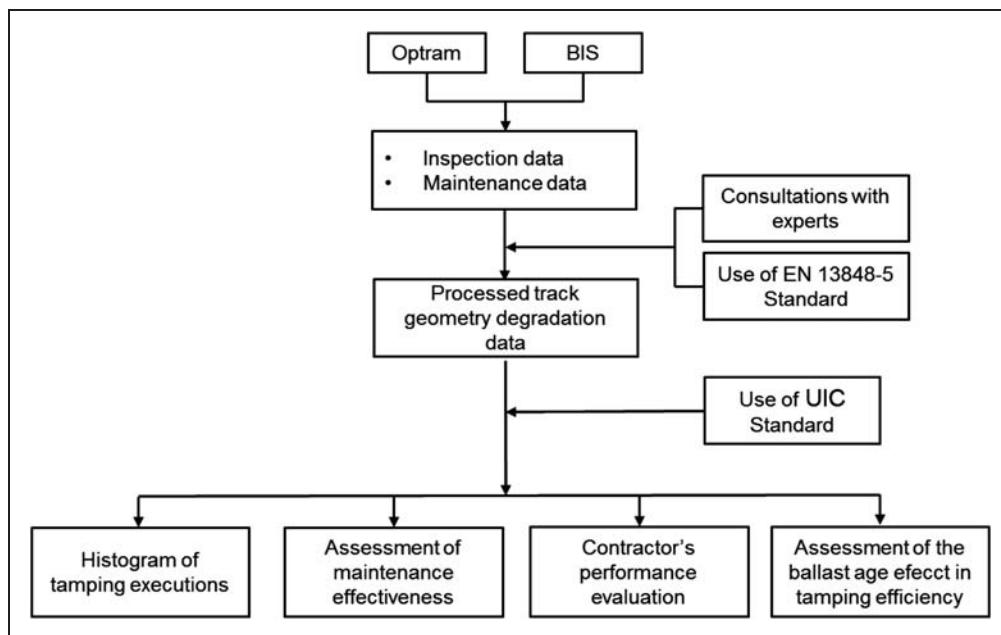 Optram
BIS
• Inspection data
• Maintenance data
Consultations with
experts
Use of EN 13848-5
Standard
Processed track
geometry degradation
data
Use of UIC
Standard
Histogram of
tamping executions
Assessment of
maintenance
effectiveness
Contractor's
performance
evaluation
Assessment of the
ballast age efecct in
tamping efficiency